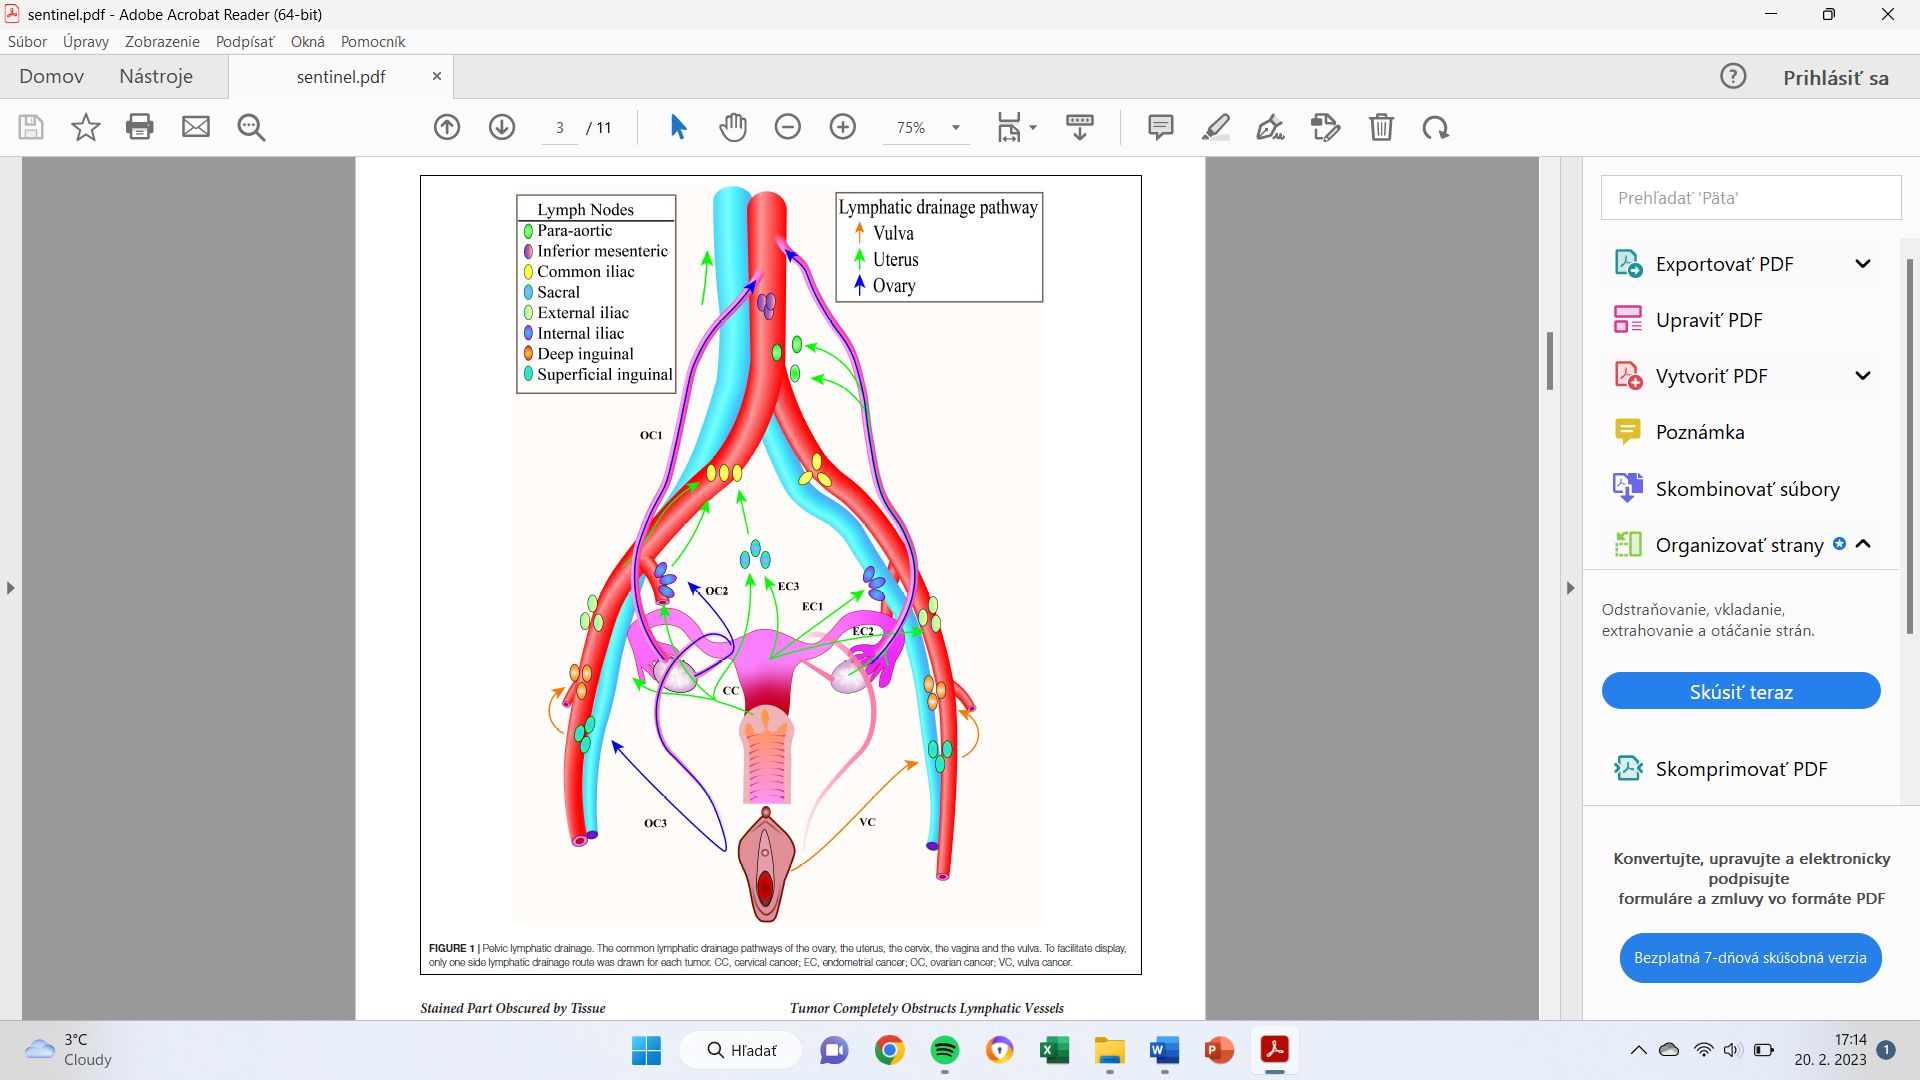 sentinel.pdf - Adobe Acrobat Reader (64-bit)
Súbor Úpravy Zobrazenie Podpísať Okná Pomocník
Domov Nástroje sentinel.pdf Prihlásiť sa
3 / 11 75%
Lymph Nodes
Para-aortic
Inferior mesenteric
Common iliac
Sacral
External iliac
Internal iliac
Deep inguinal
Superficial inguinal
Lymphatic drainage pathway
Vulva
Uterus
Ovary
OC1
OC2
EC3
EC1
EC2
CC
OC3
VC
FIGURE 1 | Pelvic lymphatic drainage. The common lymphatic drainage pathways of the ovary, the uterus, the cervix, the vagina and the vulva. To facilitate display,
only one side lymphatic drainage route was drawn for each tumor. CC, cervical cancer; EC, endometrial cancer; OC, ovarian cancer; VC, vulva cancer.
Stained Part Obscured by Tissue
Tumor Completely Obstructs Lymphatic Vessels
Prehľadať 'Päta'
Exportovať PDF
Upraviť PDF
Vytvoriť PDF
Poznámka
Skombinovať súbory
Organizovať strany
Odstraňovanie, vkladanie,
extrahovanie a otáčanie strán.
Skúsiť teraz
Skomprimovať PDF
Konvertujte, upravujte a elektronicky
podpisujte
formuláre a zmluvy vo formáte PDF
Bezplatná 7-dňová skúšobná verzia
3°C
Cloudy
Hľadať
17:14
20. 2. 2023
1